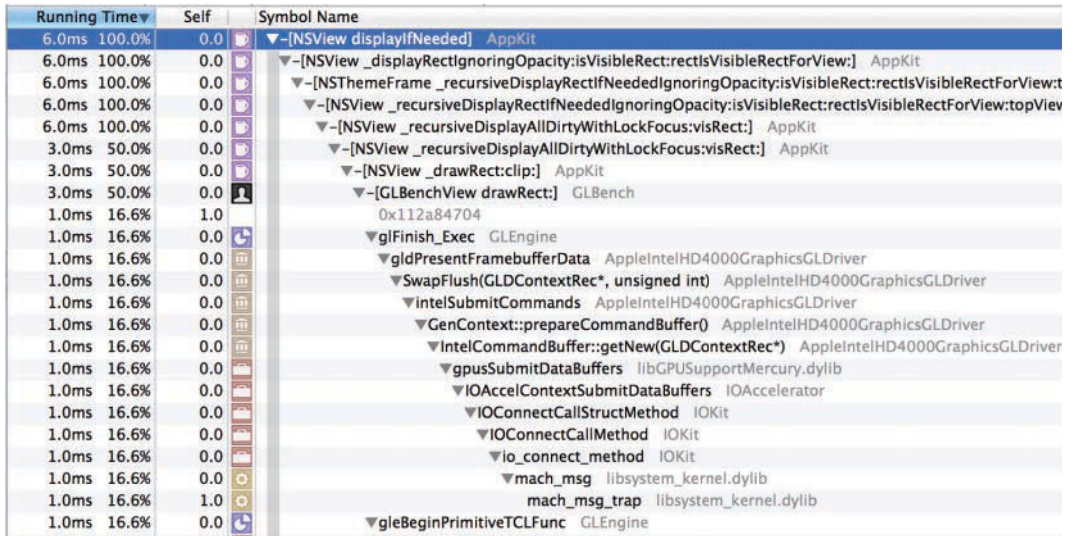 Running Time Self Symbol Name
6.0ms 100.0% 0.0 -[NSView displayIfNeeded] AppKit
6.0ms 100.0% 0.0 -[NSView _displayRectIgnoringOpacity:isVisibleRect:rectIsVisibleRectForView:] AppKit
6.0ms 100.0% 0.0 -[NSThemeFrame _recursiveDisplayRectIfNeededIgnoringOpacity:isVisibleRect:rectIsVisibleRectForView:t
6.0ms 100.0% 0.0 -[NSView _recursiveDisplayRectIfNeededIgnoringOpacity:isVisibleRect:rectIsVisibleRectForView:topView
6.0ms 100.0% 0.0 -[NSView _recursiveDisplayAllDirtyWithLockFocus:visRect:] AppKit
3.0ms 50.0% 0.0 -[NSView _recursiveDisplayAllDirtyWithLockFocus:visRect:] AppKit
3.0ms 50.0% 0.0 -[NSView _drawRect:clip:] AppKit
3.0ms 50.0% 0.0 -[GLBenchView drawRect:] GLBench
1.0ms 16.6% 1.0 0x112a84704
1.0ms 16.6% 0.0 glFinish_Exec GLEngine
1.0ms 16.6% 0.0 gldPresentFramebufferData AppleIntelHD4000GraphicsGLDriver
1.0ms 16.6% 0.0 SwapFlush(GLDContextRec*, unsigned int) AppleIntelHD4000GraphicsGLDriver
1.0ms 16.6% 0.0 intelSubmitCommands AppleIntelHD4000GraphicsGLDriver
1.0ms 16.6% 0.0 GenContext::prepareCommandBuffer() AppleIntelHD4000GraphicsGLDriver
1.0ms 16.6% 0.0 IntelCommandBuffer::getNew(GLDContextRec*) AppleIntelHD4000GraphicsGLDriver
1.0ms 16.6% 0.0 gpusSubmitDataBuffers libGPUSupportMercury.dylib
1.0ms 16.6% 0.0 IOAccelContextSubmitDataBuffers IOAccelerator
1.0ms 16.6% 0.0 IOConnectCallStructMethod IOKit
1.0ms 16.6% 0.0 IOConnectCallMethod IOKit
1.0ms 16.6% 0.0 io_connect_method IOKit
1.0ms 16.6% 0.0 mach_msg libsystem_kernel.dylib
1.0ms 16.6% 1.0 mach_msg_trap libsystem_kernel.dylib
1.0ms 16.6% 0.0 gleBeginPrimitiveTCLFunc GLEngine